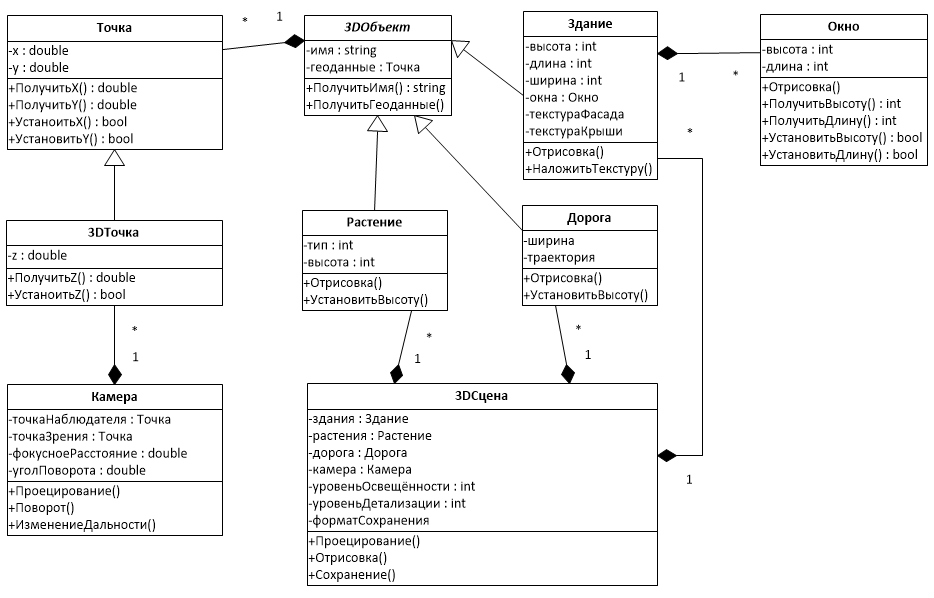 Точка
-x : double
-y : double
+ПолучитьX() : double
+ПолучитьY() : double
+УстаноитьX() : bool
+УстановитьY() : bool
*
1
3DОбъект
-имя : string
-геоданные : Точка
+ПолучитьИмя() : string
+ПолучитьГеоданные()
Здание
-высота : int
-длина : int
-ширина : int
-окна : Окно
-текстураФасада
-текстураКрыши
+Отрисовка()
+НаложитьТекстуру()
1
*
Окно
-высота : int
-длина : int
+Отрисовка()
+ПолучитьВысоту() : int
+ПолучитьДлину() : int
+УстановитьВысоту() : bool
+УстановитьДлину() : bool
*
3DТочка
-z : double
+ПолучитьZ() : double
+УстаноитьZ() : bool
Растение
-тип : int
-высота : int
+Отрисовка()
+УстановитьВысоту()
Дорога
-ширина
-траектория
+Отрисовка()
+УстановитьВысоту()
*
1
*
1
*
1
Камера
-точкаНаблюдателя : Точка
-точкаЗрения : Точка
-фокусноеРасстояние : double
-уголПоворота : double
+Проецирование()
+Поворот()
+ИзменениеДальности()
3DСцена
-здания : Здание
-растения : Растение
-дорога : Дорога
-камера : Камера
-уровеньОсвещённости : int
-уровеньДетализации : int
-форматСохранения
+Проецирование()
+Отрисовка()
+Сохранение()
1